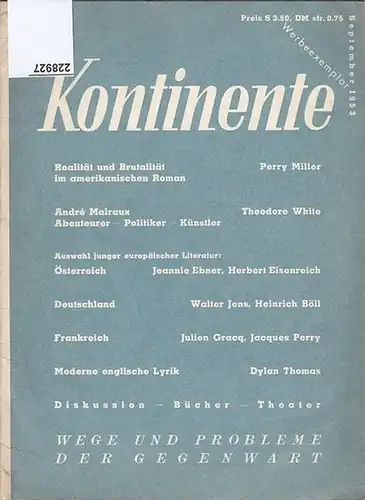 Preis S 3.50, DM sfr. 0.75
Werbeexemplar
September 1953
228927
Kontinente
Realität und Brutalität Perry Miller
im amerikanischen Roman
André Malraux Theodore White
Abenteurer – Politiker – Künstler
Auswahl junger europäischer Literatur:
Österreich Jeannie Ebner, Herbert Eisenreich
Deutschland Walter Jens, Heinrich Böll
Frankreich Julien Gracq, Jacques Perry
Moderne englische Lyrik Dylan Thomas
Diskussion – Bücher – Theater
WEGE UND PROBLEME
DER GEGENWART